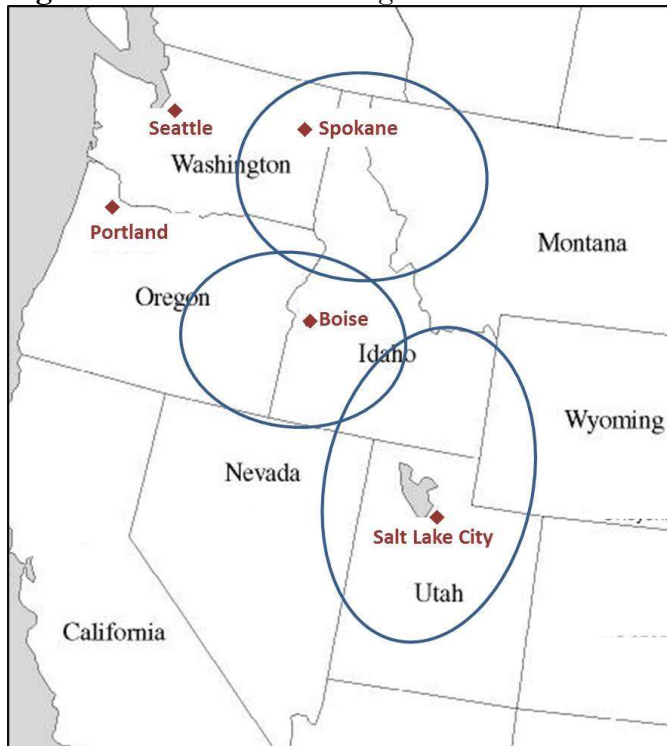 Seattle
Spokane
Washington
Portland
Montana
Oregon
Boise
Idaho
Wyoming
Nevada
Salt Lake City
Utah
California